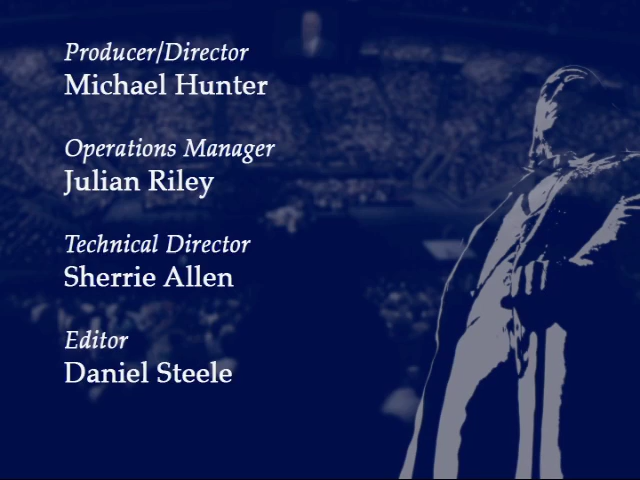 Producer/Director
Michael Hunter
Operations Manager
Julian Riley
Technical Director
Sherrie Allen
Editor
Daniel Steele